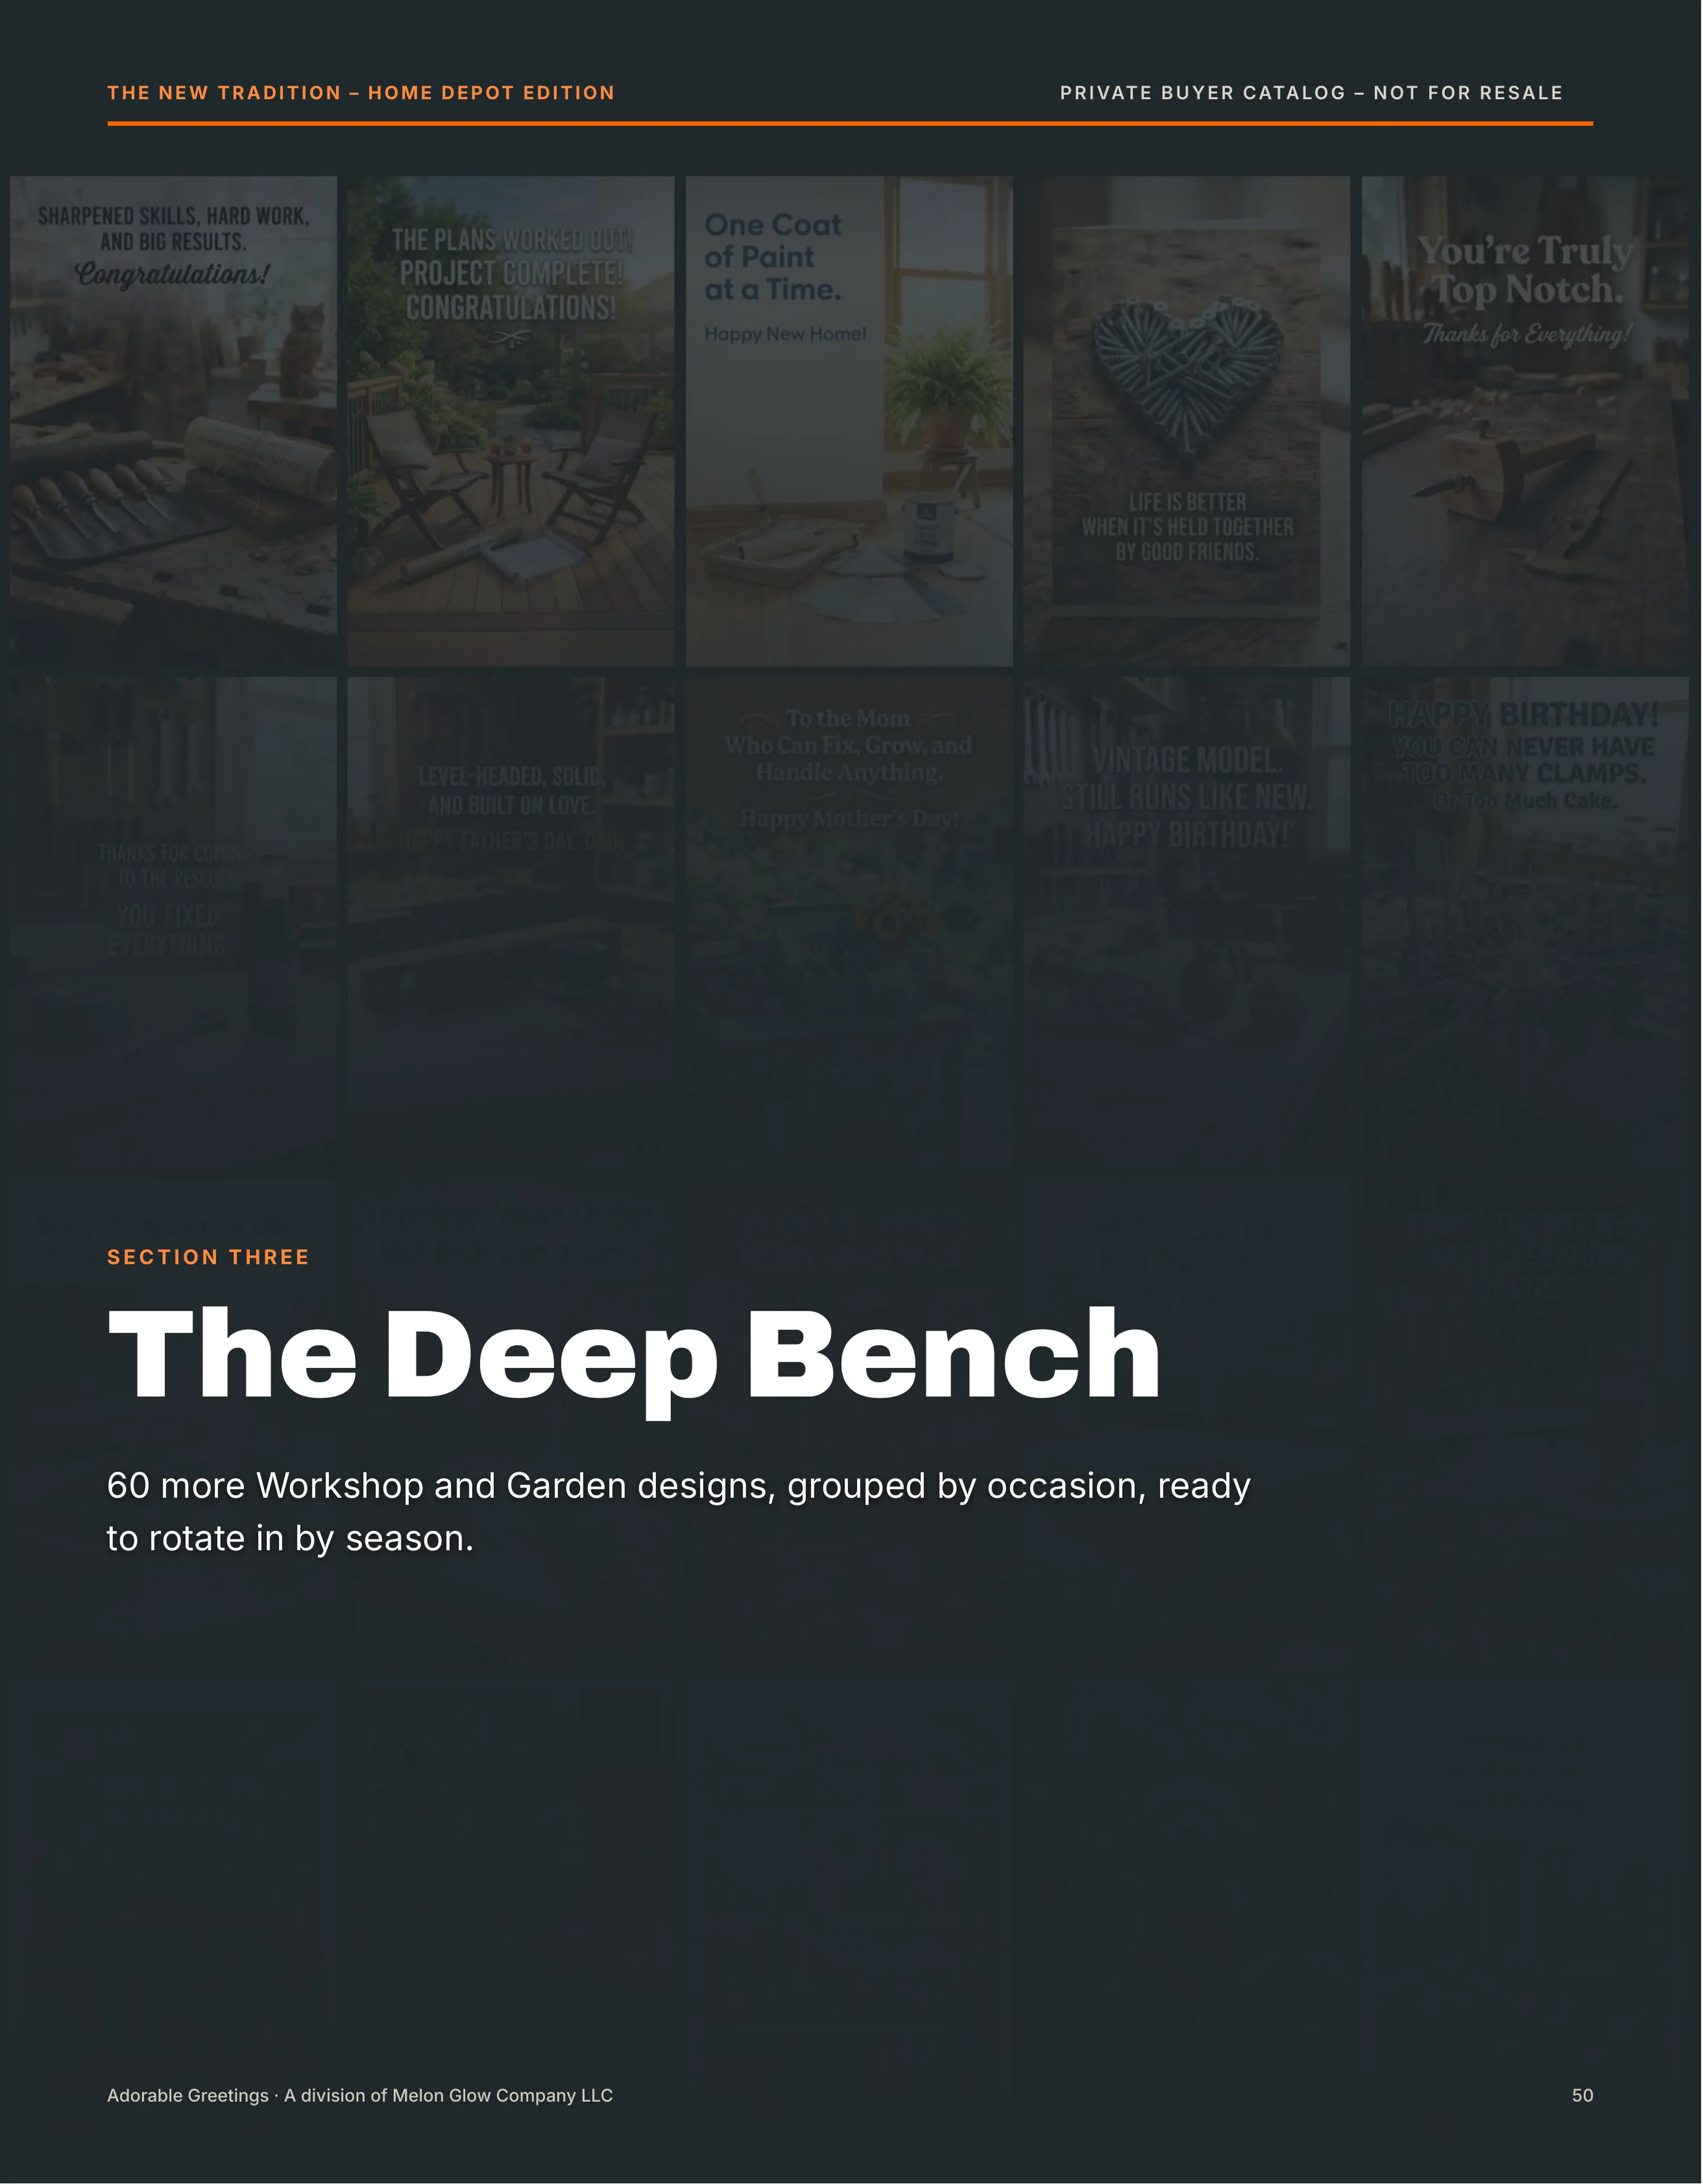 THE NEW TRADITION – HOME DEPOT EDITION
PRIVATE BUYER CATALOG – NOT FOR RESALE
SHARPENED SKILLS, HARD WORK,
AND BIG RESULTS.
Congratulations!
THE PLANS WORKED OUT!
PROJECT COMPLETE!
CONGRATULATIONS!
One Coat
of Paint
at a Time.
Happy New Home!
LIFE IS BETTER
WHEN IT'S HELD TOGETHER
BY GOOD FRIENDS.
You're Truly
Top Notch.
Thanks for Everything!
THANKS FOR COMING
TO THE RESCUE
YOU FIXED
EVERYTHING.
LEVEL-HEADED, SOLID,
AND BUILT ON LOVE.
HAPPY FATHER'S DAY, DAD!
To the Mom
Who Can Fix, Grow, and
Handle Anything.
Happy Mother's Day!
VINTAGE MODEL.
STILL RUNS LIKE NEW.
HAPPY BIRTHDAY!
HAPPY BIRTHDAY!
YOU CAN NEVER HAVE
TOO MANY CLAMPS.
Or Too Much Cake.
SECTION THREE
The Deep Bench
60 more Workshop and Garden designs, grouped by occasion, ready
to rotate in by season.
Adorable Greetings · A division of Melon Glow Company LLC
50